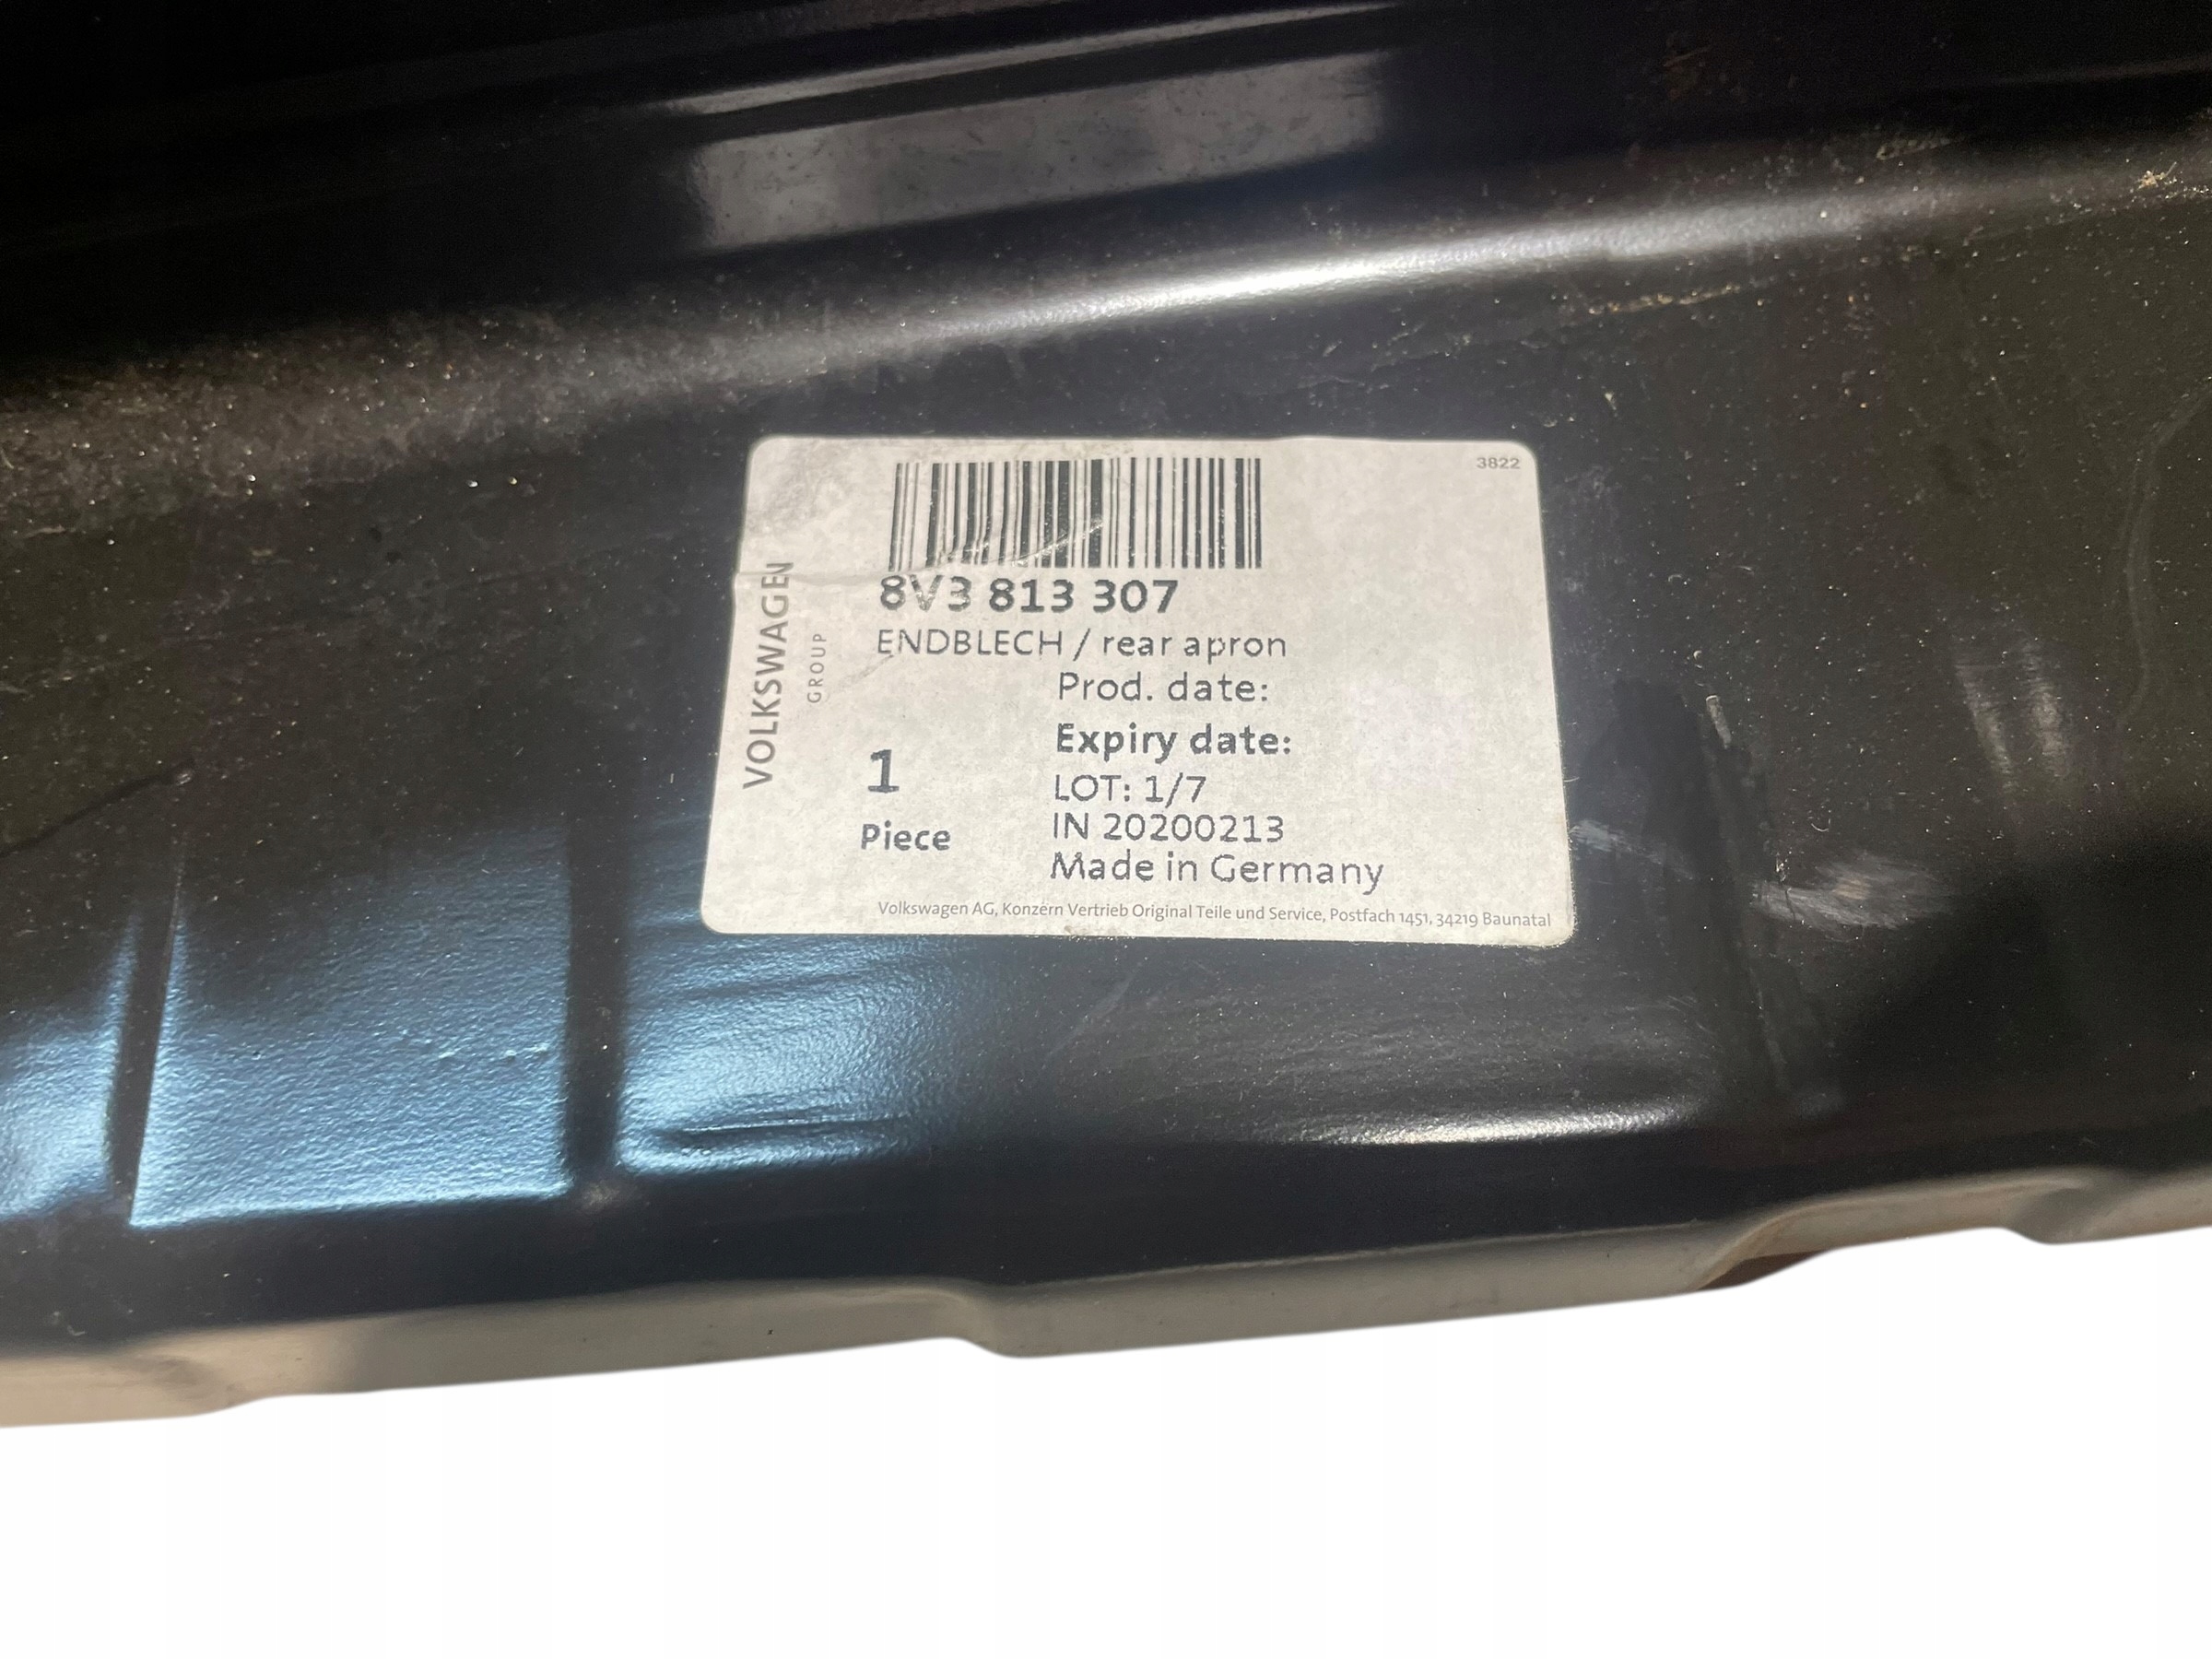 3822
VOLKSWAGEN
GROUP
8V3 813 307
ENDBLECH / rear apron
Prod. date:
Expiry date:
1
Piece
LOT: 1/7
IN 20200213
Made in Germany
Volkswagen AG, Konzern Vertrieb Original Teile und Service, Postfach 1451, 34219 Baunatal